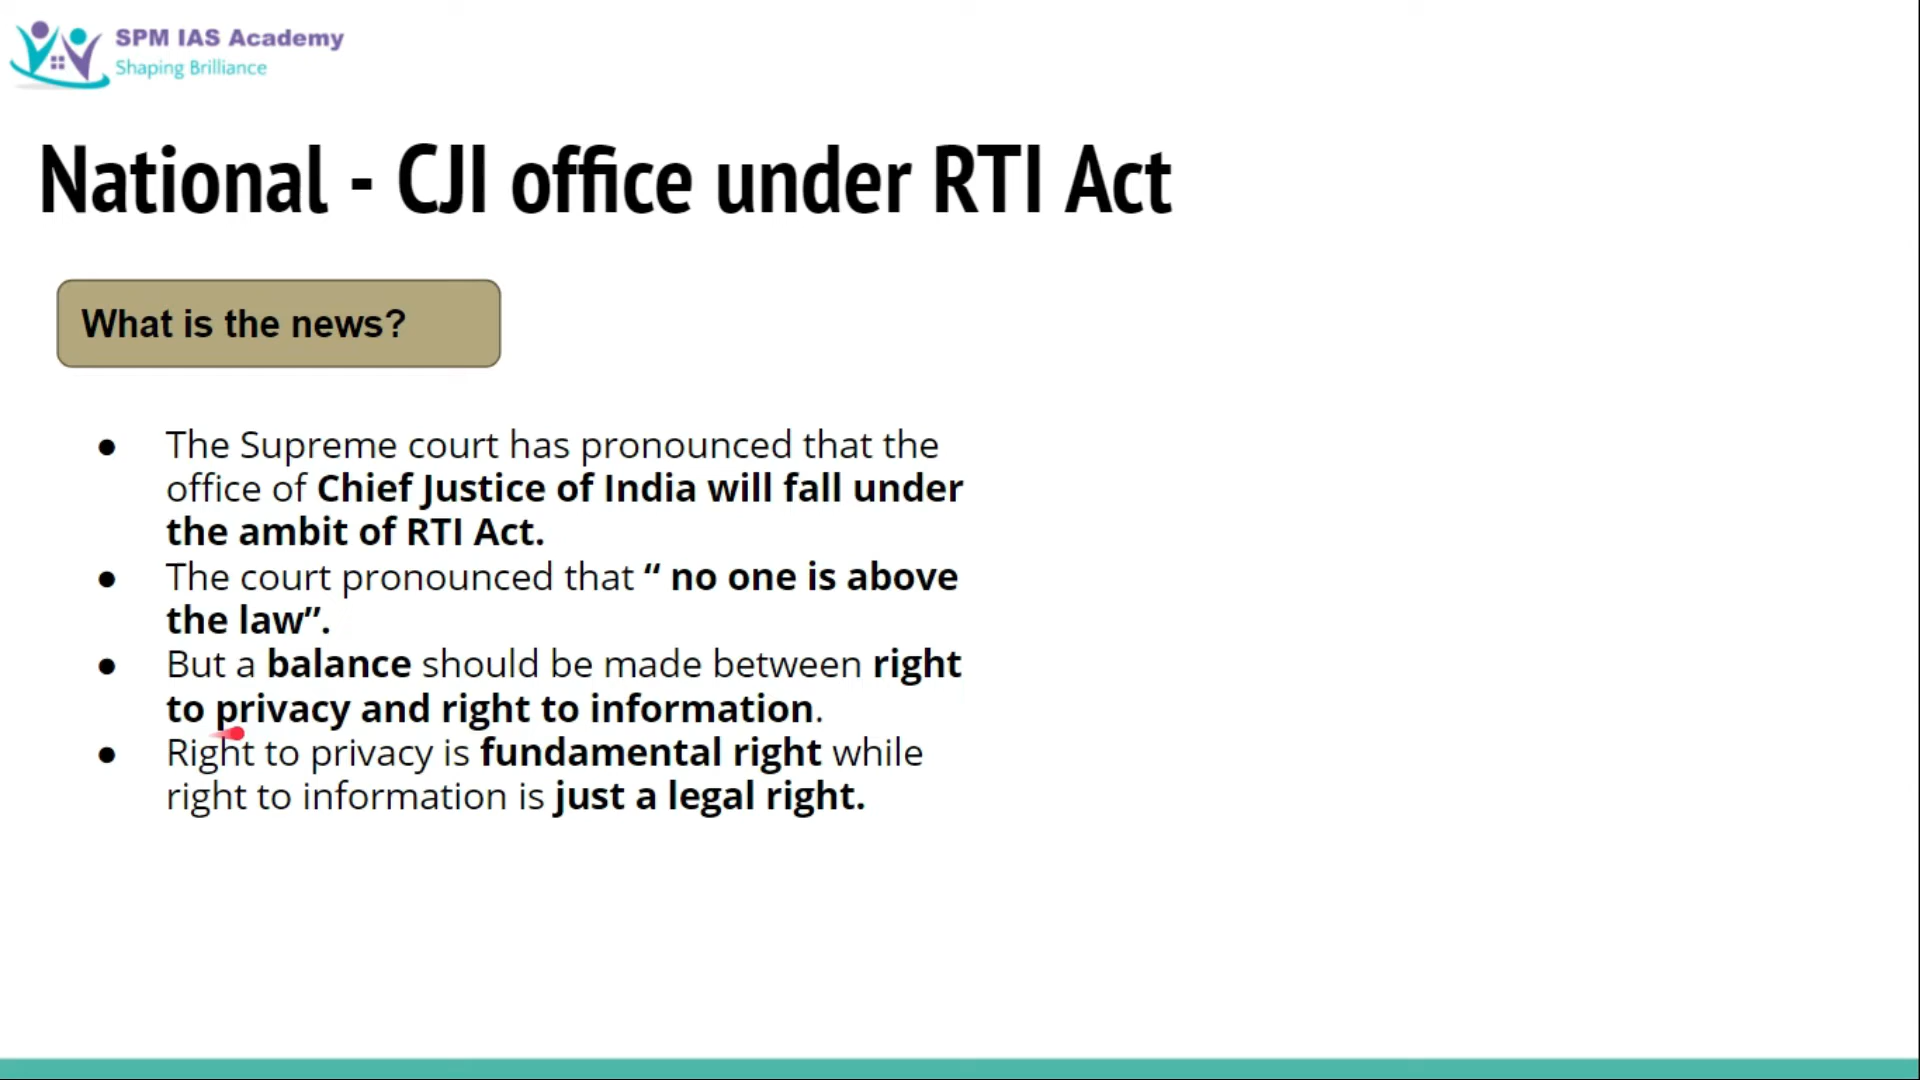 SPM IAS Academy
Shaping Brilliance
National - CJI office under RTI Act
What is the news?
● The Supreme court has pronounced that the
office of Chief Justice of India will fall under
the ambit of RTI Act.
● The court pronounced that “ no one is above
the law”.
● But a balance should be made between right
to privacy and right to information.
● Right to privacy is fundamental right while
right to information is just a legal right.